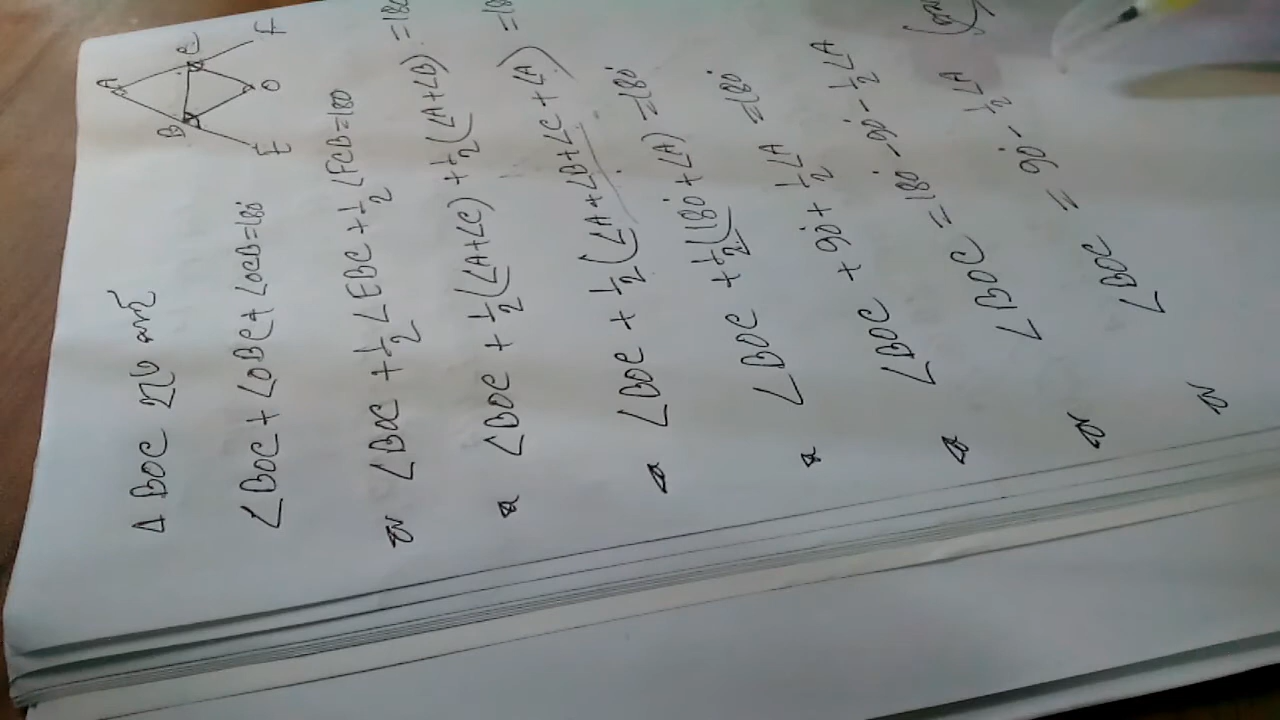 A
B
C
E
F
O
Δ BOC এর জন্য
∠BOC + ∠OBC + ∠OCB = 180°
বা ∠BOC + 1/2 ∠EBC + 1/2 ∠FCB = 180
বা ∠BOC + 1/2 (∠A+∠C) + 1/2 (∠A+∠B) = 180
বা ∠BOC + 1/2 (∠A+∠B+∠C+∠A) = 180°
বা ∠BOC + 1/2 (180°+∠A) = 180°
বা ∠BOC + 90° + 1/2 ∠A = 180°
বা ∠BOC = 180° - 90° - 1/2 ∠A
বা ∠BOC = 90° - 1/2 ∠A